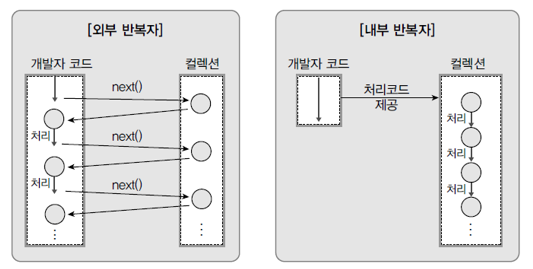 [외부 반복자]
개발자 코드
컬렉션
next()
처리
next()
처리
next()
[내부 반복자]
개발자 코드
컬렉션
처리코드
제공
처리
처리
처리